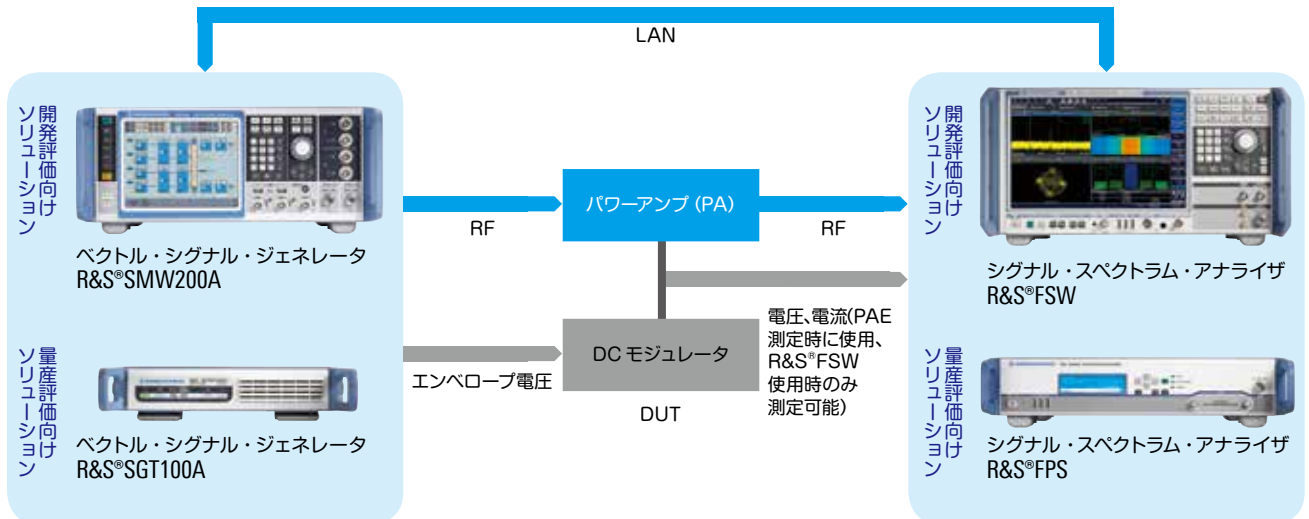 LAN
開発評価向け
ソリューション
ベクトル・シグナル・ジェネレータ
R&S®SMW200A
量産評価向け
ソリューション
ベクトル・シグナル・ジェネレータ
R&S®SGT100A
RF
パワーアンプ（PA）
RF
エンベロープ電圧
DC モジュレータ
DUT
電圧、電流(PAE
測定時に使用、
R&S®FSW
使用時のみ
測定可能）
開発評価向け
ソリューション
シグナル・スペクトラム・アナライザ
R&S®FSW
量産評価向け
ソリューション
シグナル・スペクトラム・アナライザ
R&S®FPS